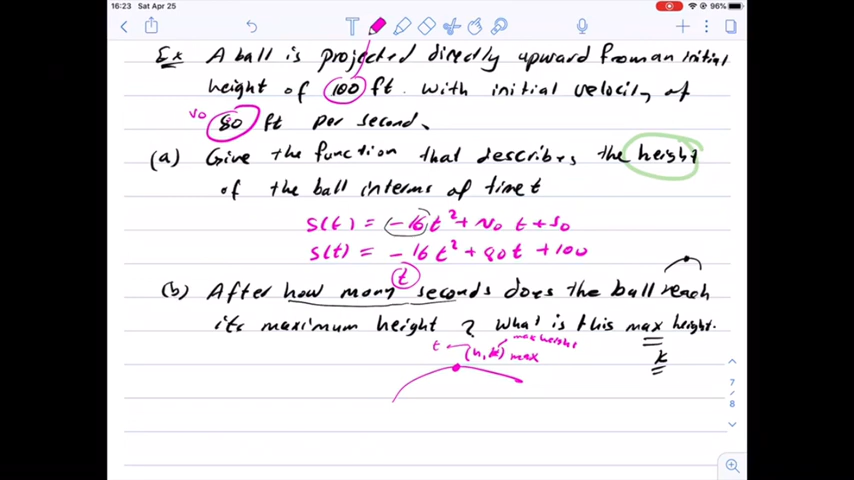 16:23 Sat Apr 25
96%
Ex A ball is projected directly upward from an initial
height of 100 ft. with initial velocity of
v0 80 ft per second.
(a) Give the function that describes the height
of the ball interms of time t
s(t) = -16t² + v0 t + s0
s(t) = -16t² + 80t + 100
t
(b) After how many seconds does the ball reach
its maximum height ? What is this max height.
t (h, k) max max height
k
7
8